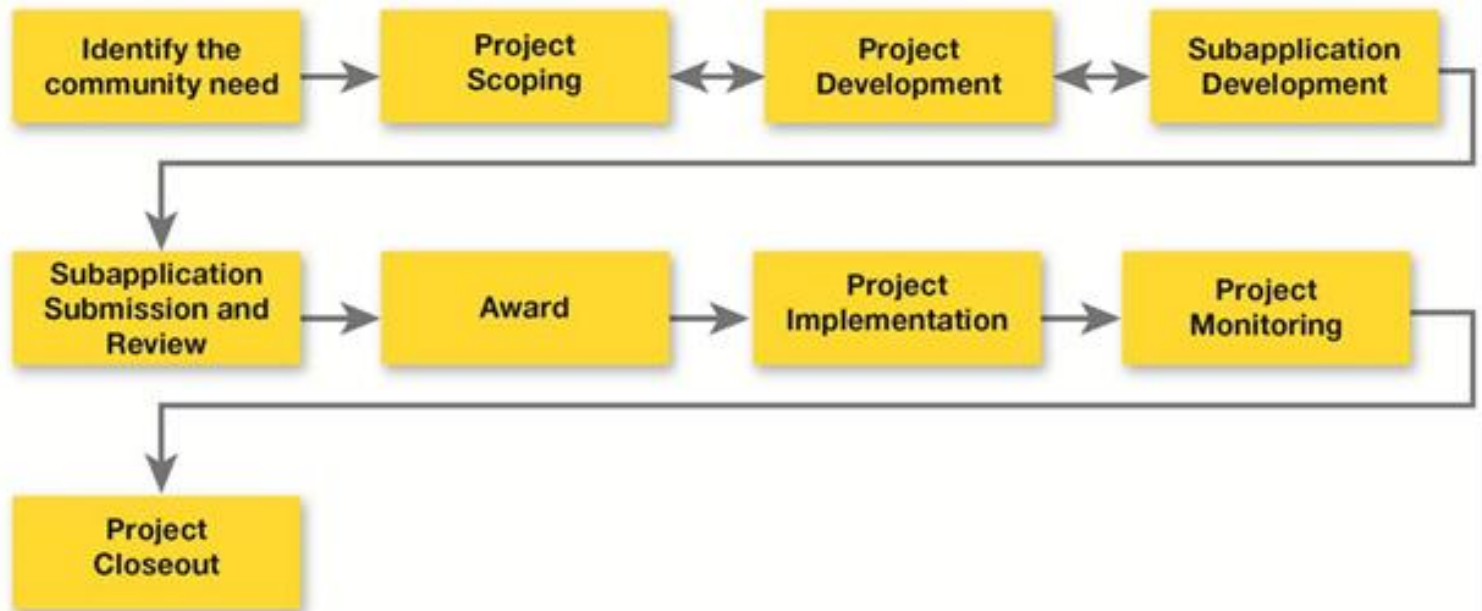 Identify the
community need
Project
Scoping
Project
Development
Subapplication
Development
Subapplication
Submission and
Review
Award
Project
Implementation
Project
Monitoring
Project
Closeout